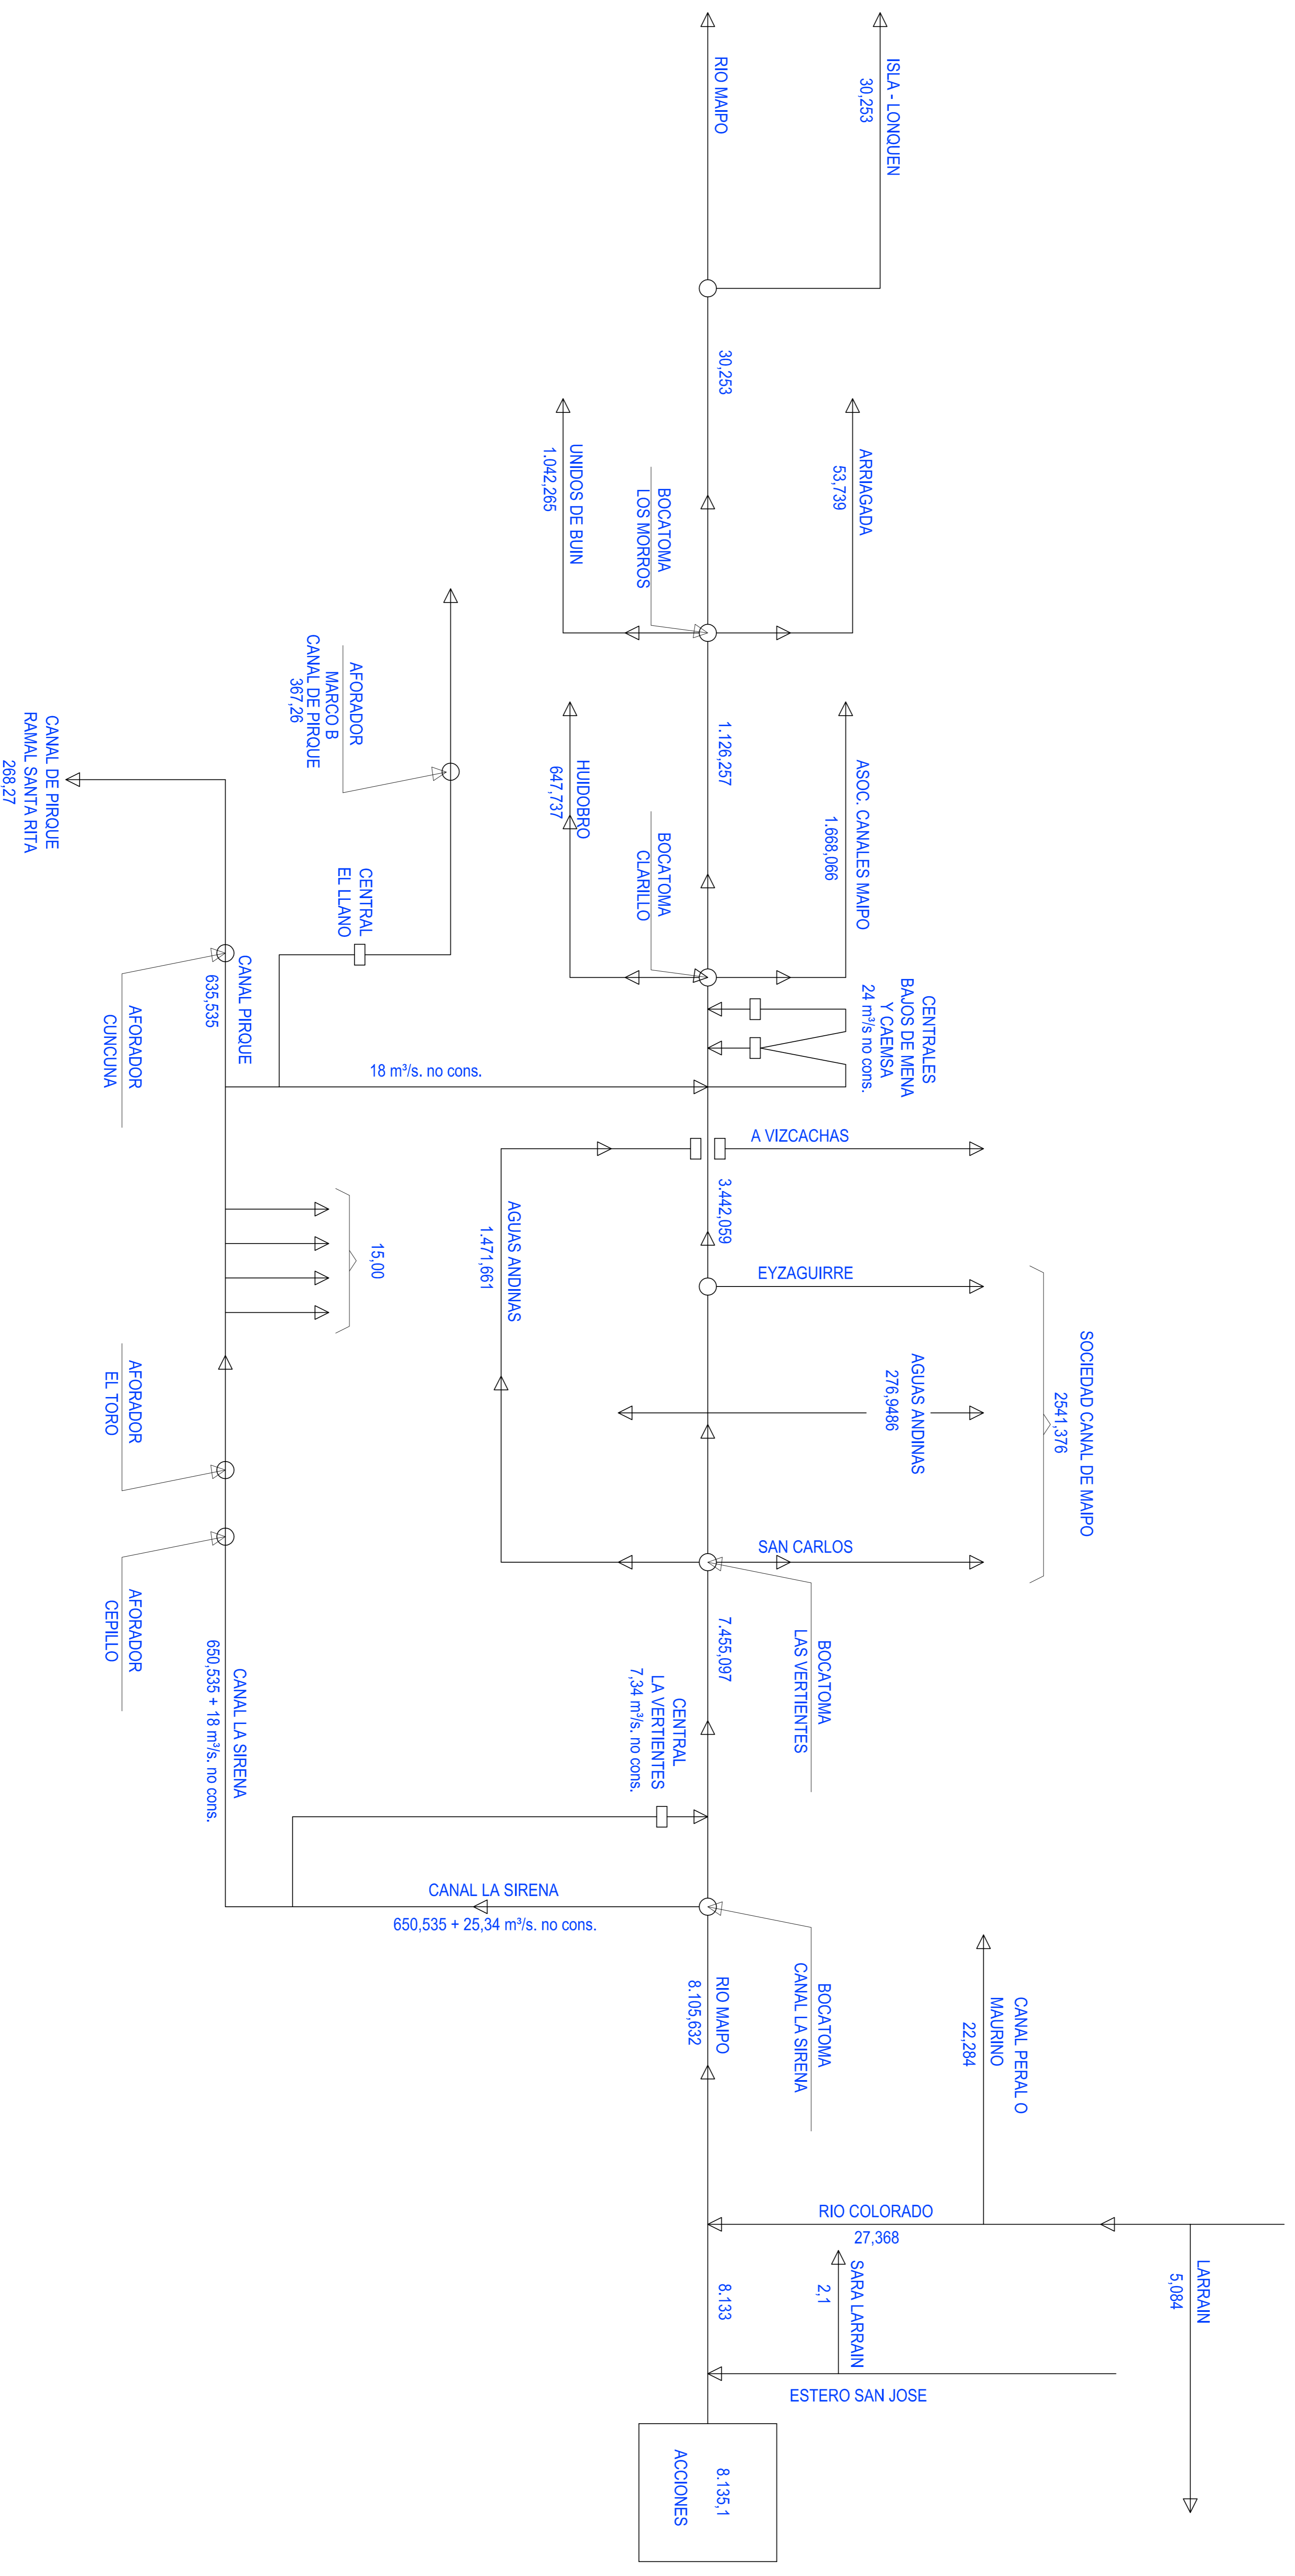 ISLA - LONQUEN
30,253
RIO MAIPO
30,253
ARRIAGADA
53,739
UNIDOS DE BUIN
1.042,265
BOCATOMA
LOS MORROS
1.126,257
ASOC. CANALES MAIPO
1.668,066
HUIDOBRO
647,737
BOCATOMA
CLARILLO
AFORADOR
MARCO B
CANAL DE PIRQUE
367,26
CANAL DE PIRQUE
RAMAL SANTA RITA
268,27
CENTRAL
EL LLANO
CANAL PIRQUE
635,535
AFORADOR
CUNCUNA
CENTRALES
BAJOS DE MENA
Y CAEMSA
24 m³/s no cons.
18 m³/s. no cons.
A VIZCACHAS
3.442,059
AGUAS ANDINAS
1.471,661
15,00
EYZAGUIRRE
SOCIEDAD CANAL DE MAIPO
2541,376
AGUAS ANDINAS
276,9486
SAN CARLOS
AFORADOR
EL TORO
AFORADOR
CEPILLO
BOCATOMA
LAS VERTIENTES
7.455,097
CENTRAL
LA VERTIENTES
7,34 m³/s. no cons.
CANAL LA SIRENA
650,535 + 18 m³/s. no cons.
CANAL LA SIRENA
650,535 + 25,34 m³/s. no cons.
BOCATOMA
CANAL LA SIRENA
RIO MAIPO
8.105,632
CANAL PERAL O
MAURINO
22,284
RIO COLORADO
27,368
LARRAIN
5,084
SARA LARRAIN
2,1
8.133
ESTERO SAN JOSE
8.135,1
ACCIONES